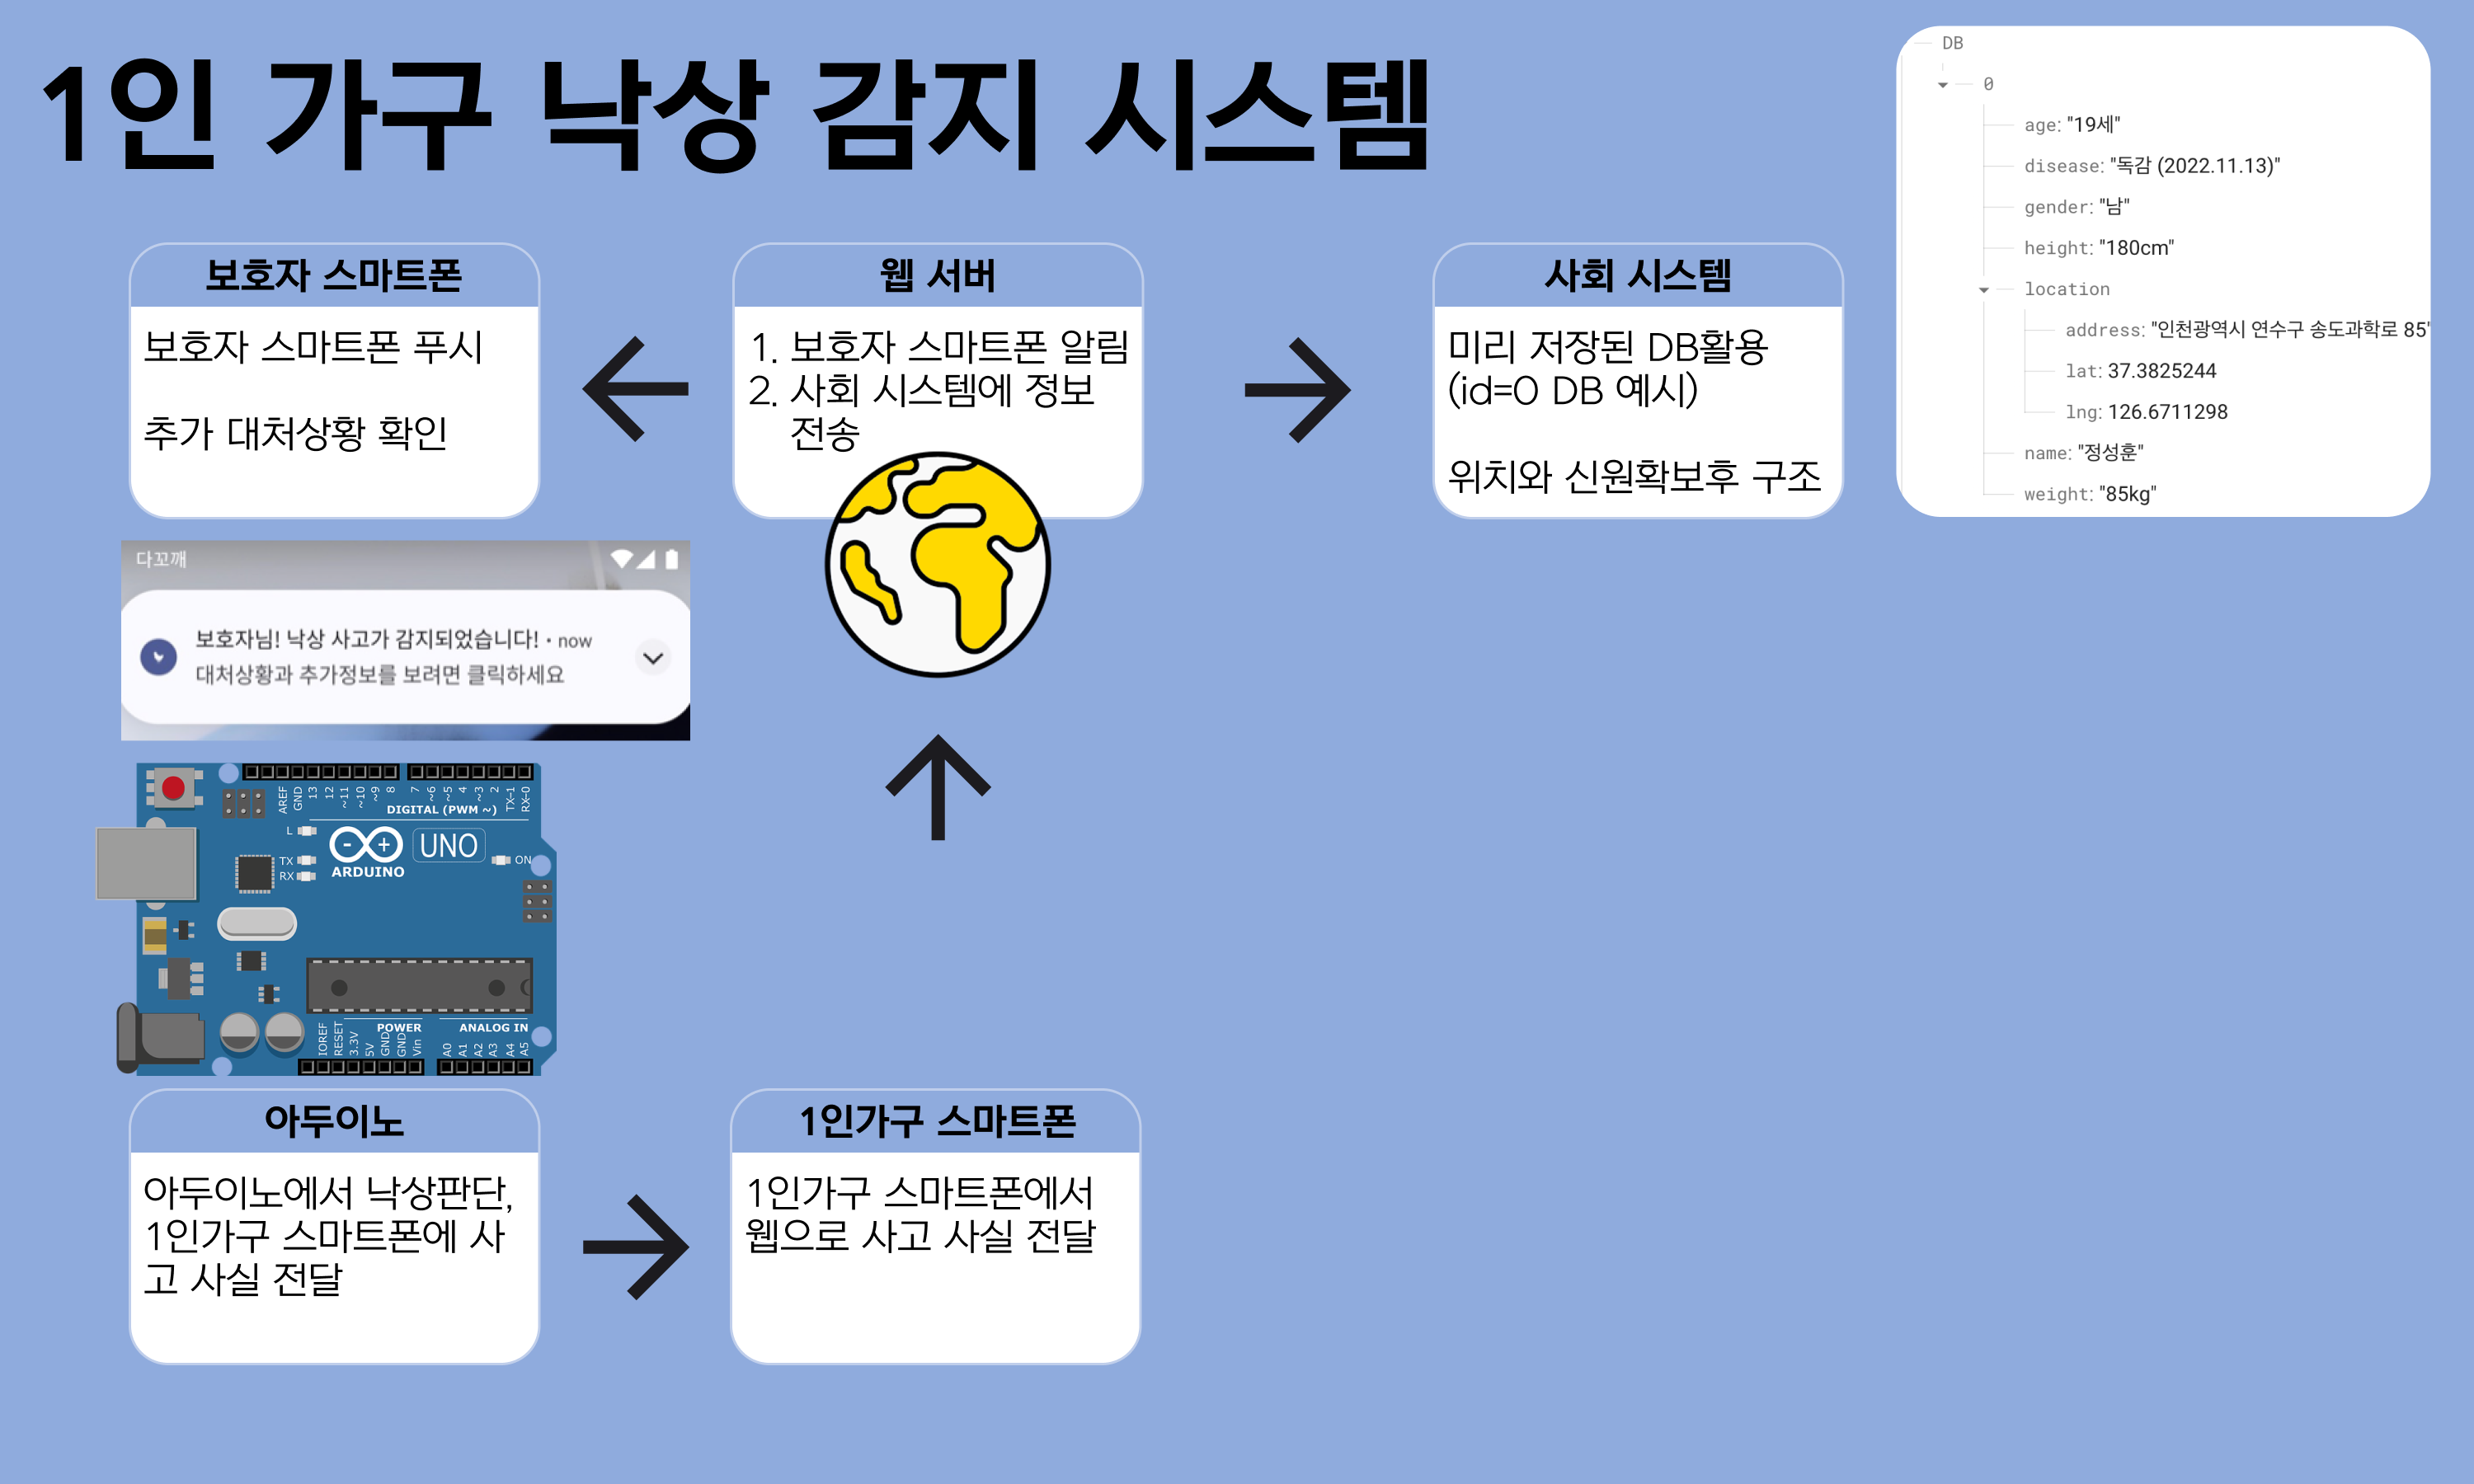 1인 가구 낙상 감지 시스템
DB
0
age: "19세"
disease: "독감 (2022.11.13)"
gender: "남"
height: "180cm"
location
address: "인천광역시 연수구 송도과학로 85"
lat: 37.3825244
lng: 126.6711298
name: "정성훈"
weight: "85kg"
보호자 스마트폰
보호자 스마트폰 푸시
추가 대처상황 확인
웹 서버
1. 보호자 스마트폰 알림
2. 사회 시스템에 정보
전송
사회 시스템
미리 저장된 DB활용
(id=0 DB 예시)
위치와 신원확보후 구조
다꼬깨
보호자님! 낙상 사고가 감지되었습니다! • now
대처상황과 추가정보를 보려면 클릭하세요
AREF
GND
13
12
~11
~10
~9
8
7
~6
~5
4
~3
2
TX→1
RX←0
DIGITAL (PWM ~)
L
TX
RX
ARDUINO
UNO
ON
POWER
ANALOG IN
IOREF
RESET
3.3V
5V
GND
GND
Vin
A0
A1
A2
A3
A4
A5
아두이노
아두이노에서 낙상판단,
1인가구 스마트폰에 사
고 사실 전달
1인가구 스마트폰
1인가구 스마트폰에서
웹으로 사고 사실 전달